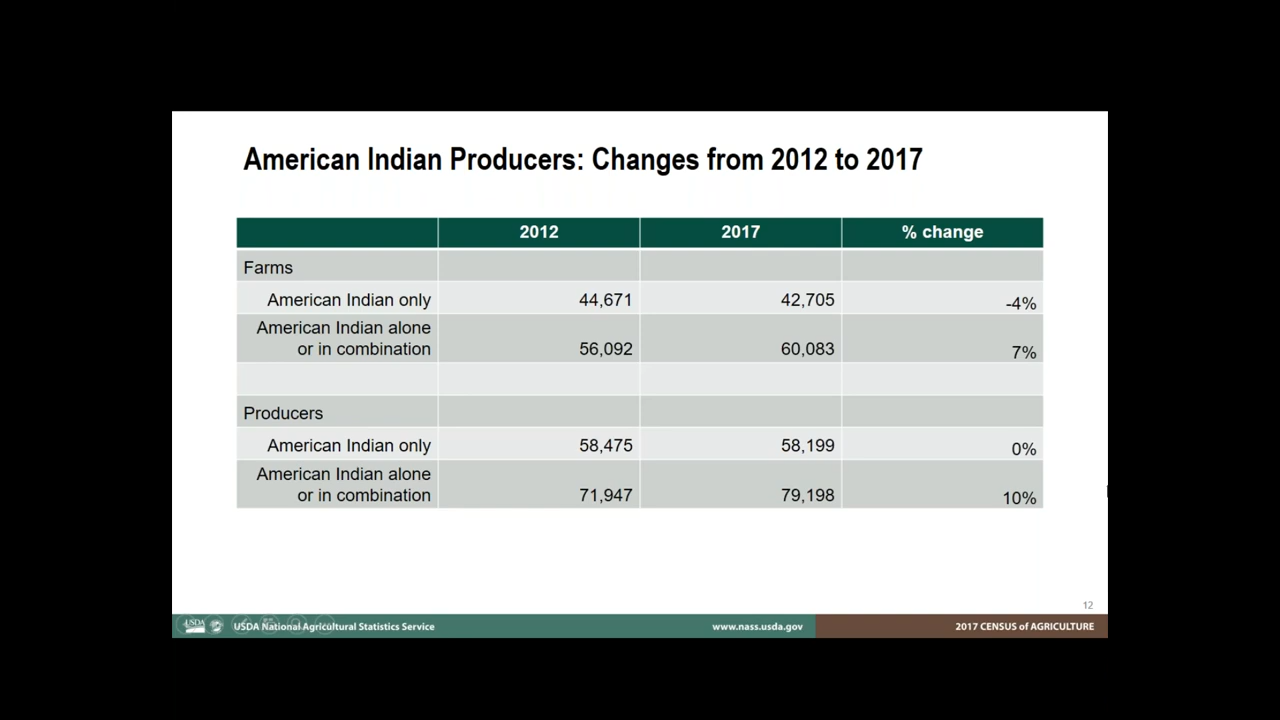 American Indian Producers: Changes from 2012 to 2017
2012 2017 % change
Farms
American Indian only 44,671 42,705 -4%
American Indian alone
or in combination 56,092 60,083 7%
Producers
American Indian only 58,475 58,199 0%
American Indian alone
or in combination 71,947 79,198 10%
12
USDA USDA National Agricultural Statistics Service www.nass.usda.gov 2017 CENSUS of AGRICULTURE